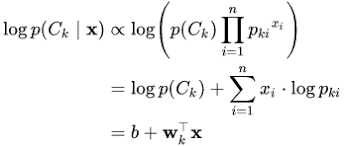 log p(C_k | 𝐱) ∝ log( p(C_k) ∏_{i=1}^{n} p_{ki}^{x_i} )
= log p(C_k) + ∑_{i=1}^{n} x_i · log p_{ki}
= b + 𝐰_k^⊤ 𝐱